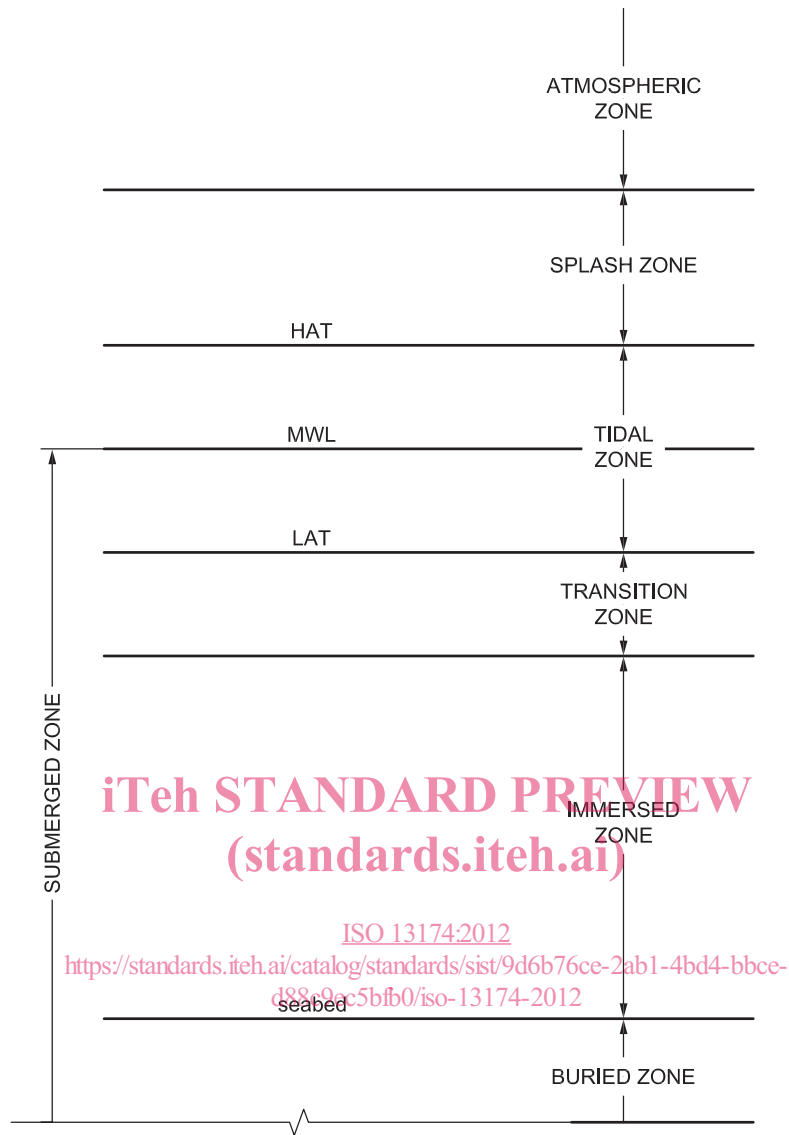 ATMOSPHERIC
ZONE
SPLASH ZONE
HAT
MWL
TIDAL
ZONE
LAT
TRANSITION
ZONE
SUBMERGED ZONE
iTeh STANDARD PREVIEW
IMMERSED
ZONE
(standards.iteh.ai)
ISO 13174:2012
https://standards.iteh.ai/catalog/standards/sist/9d6b76ce-2ab1-4bd4-bbce-
d88c9ec5bfb0/iso-13174-2012
seabed
BURIED ZONE